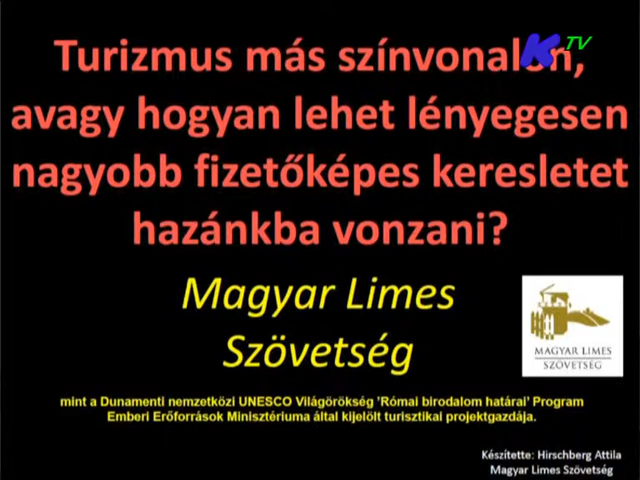 K TV
Turizmus más színvonalon,
avagy hogyan lehet lényegesen
nagyobb fizetőképes keresletet
hazánkba vonzani?
Magyar Limes
Szövetség
MAGYAR LIMES
SZÖVETSÉG
mint a Dunamenti nemzetközi UNESCO Világörökség 'Római birodalom határai' Program
Emberi Erőforrások Minisztériuma által kijelölt turisztikai projektgazdája.
Készítette: Hirschberg Attila
Magyar Limes Szövetség